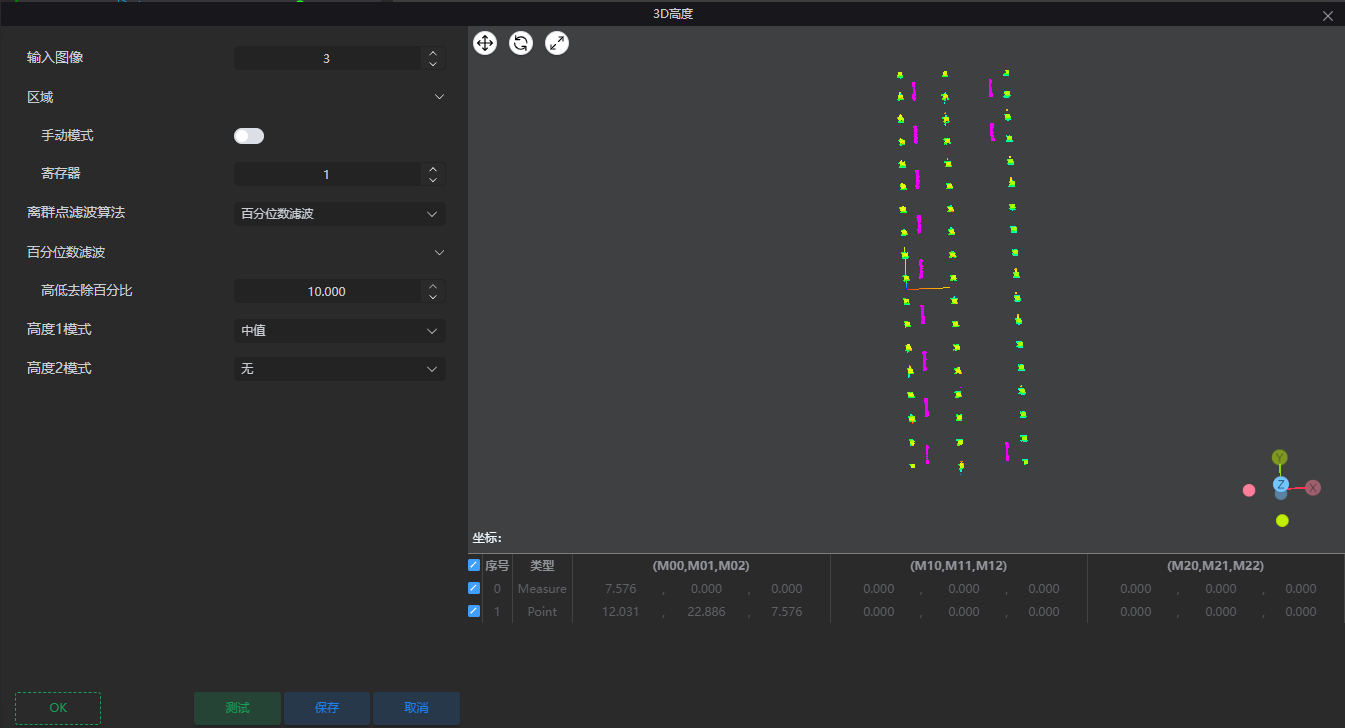 3D高度
输入图像 3
区域
手动模式
寄存器 1
离群点滤波算法 百分位数滤波
百分位数滤波
高低去除百分比 10.000
高度1模式 中值
高度2模式 无
Y
Z X
坐标:
序号 类型 (M00,M01,M02) (M10,M11,M12) (M20,M21,M22)
0 Measure 7.576 , 0.000 , 0.000 0.000 , 0.000 , 0.000 0.000 , 0.000 , 0.000
1 Point 12.031 , 22.886 , 7.576 0.000 , 0.000 , 0.000 0.000 , 0.000 , 0.000
OK 测试 保存 取消